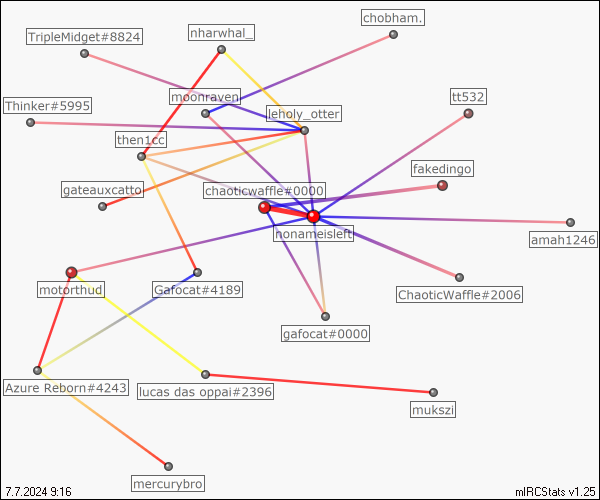 chobham.
nharwhal_
TripleMidget#8824
moonraven
tt532
Thinker#5995
leholy_otter
then1cc
fakedingo
gateauxcatto
chaoticwaffle#0000
nonameisleft
amah1246
motorthud
Gafocat#4189
ChaoticWaffle#2006
gafocat#0000
Azure Reborn#4243
lucas das oppai#2396
mukszi
mercurybro
7.7.2024 9:16
mIRCStats v1.25